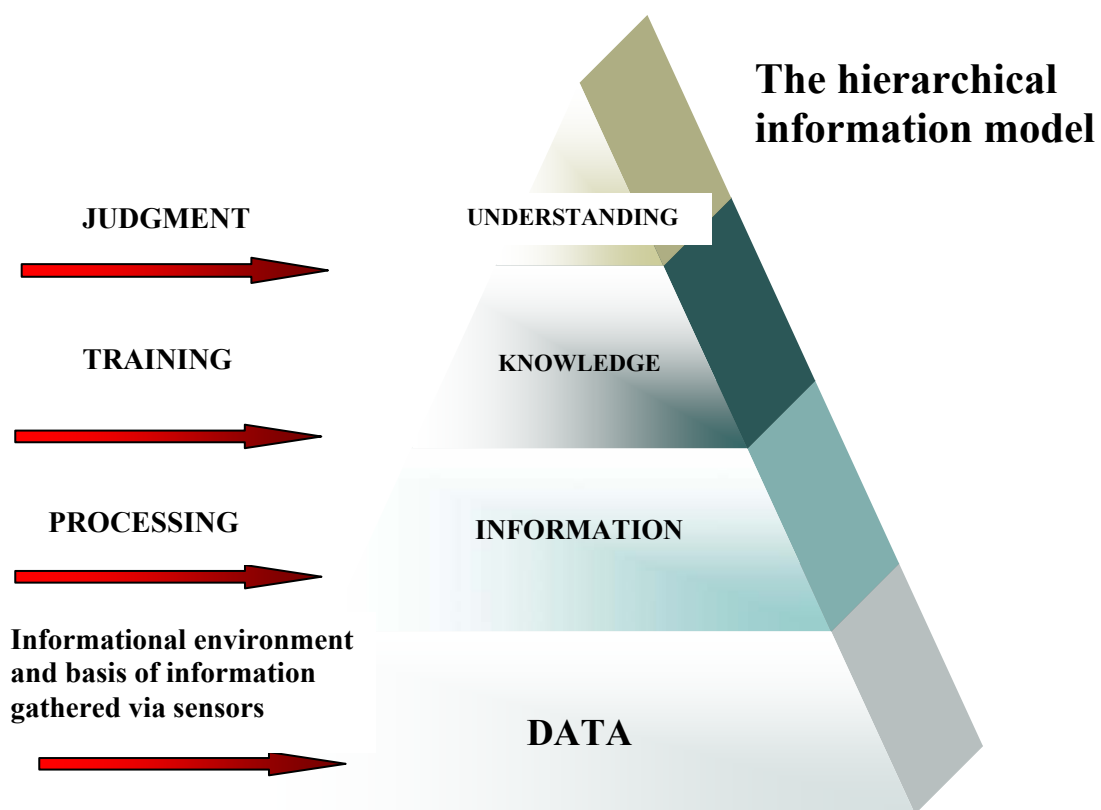 The hierarchical
information model
JUDGMENT
UNDERSTANDING
TRAINING
KNOWLEDGE
PROCESSING
INFORMATION
Informational environment
and basis of information
gathered via sensors
DATA